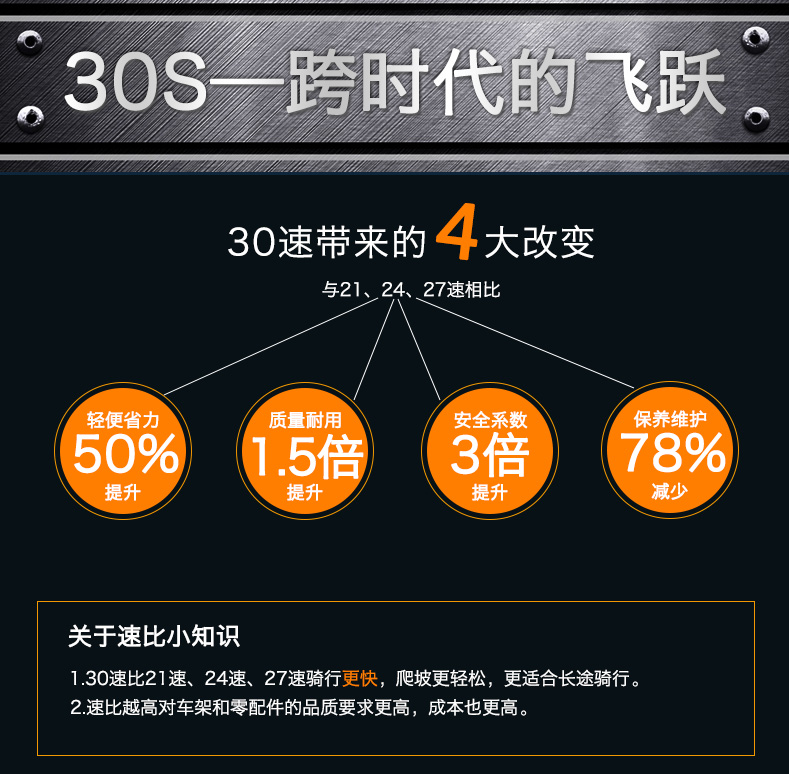 30S一跨时代的飞跃
30速带来的4大改变
与21、24、27速相比
轻便省力
50%
提升
质量耐用
1.5倍
提升
安全系数
3倍
提升
保养维护
78%
减少
关于速比小知识
1.30速比21速、24速、27速骑行更快，爬坡更轻松，更适合长途骑行。
2.速比越高对车架和零配件的品质要求更高，成本也更高。